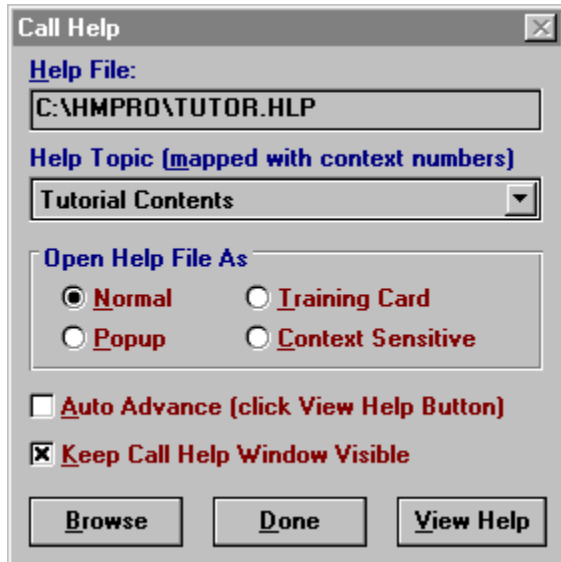 Call Help
Help File:
C:\HMPRO\TUTOR.HLP
Help Topic (mapped with context numbers)
Tutorial Contents
Open Help File As
Normal Training Card
Popup Context Sensitive
Auto Advance (click View Help Button)
Keep Call Help Window Visible
Browse Done View Help